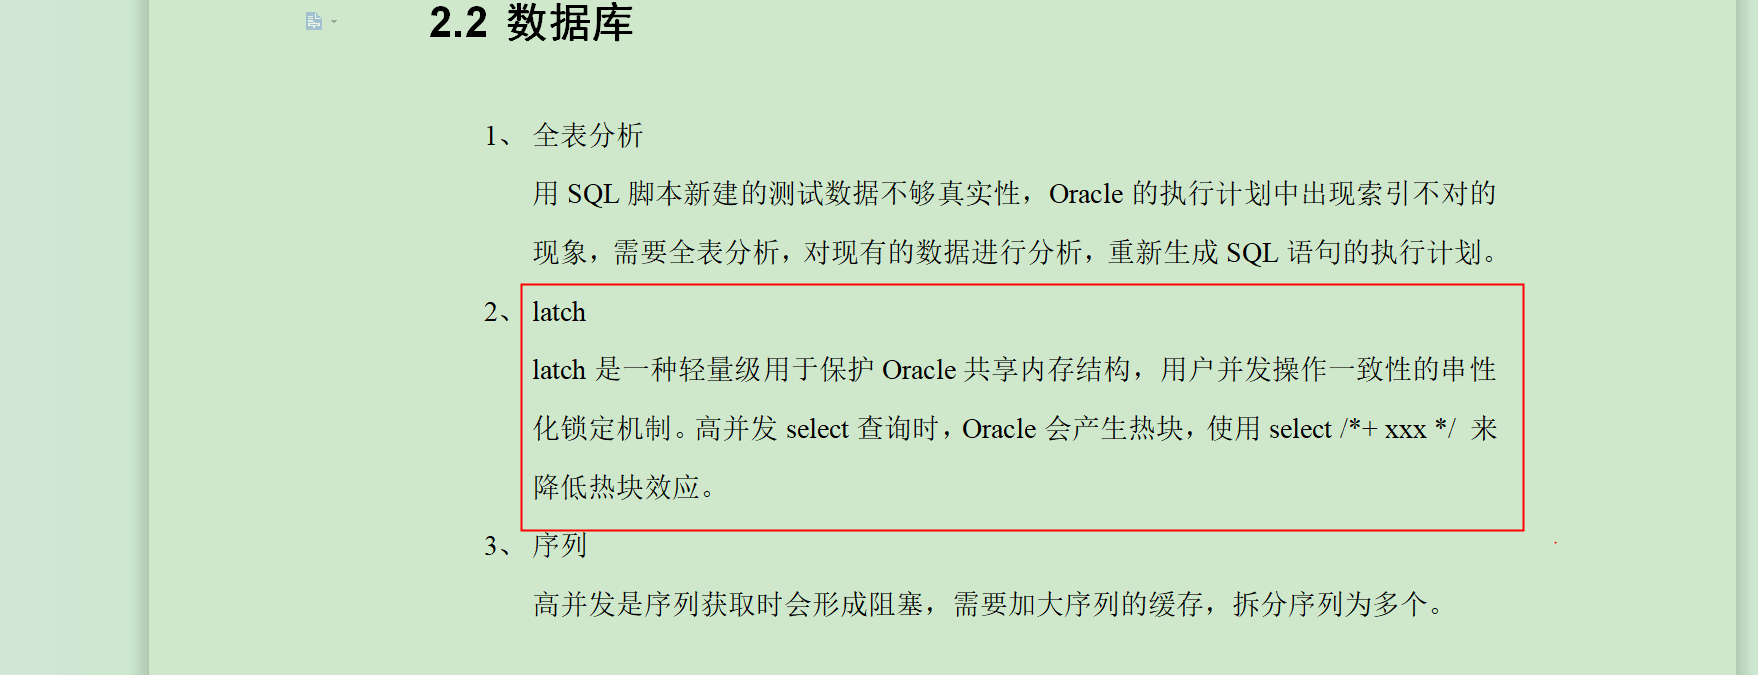 2.2 数据库
1、 全表分析
用 SQL 脚本新建的测试数据不够真实性，Oracle 的执行计划中出现索引不对的
现象，需要全表分析，对现有的数据进行分析，重新生成 SQL 语句的执行计划。
2、 latch
latch 是一种轻量级用于保护 Oracle 共享内存结构，用户并发操作一致性的串性
化锁定机制。高并发 select 查询时，Oracle 会产生热块，使用 select /*+ xxx */ 来
降低热块效应。
3、 序列
高并发是序列获取时会形成阻塞，需要加大序列的缓存，拆分序列为多个。